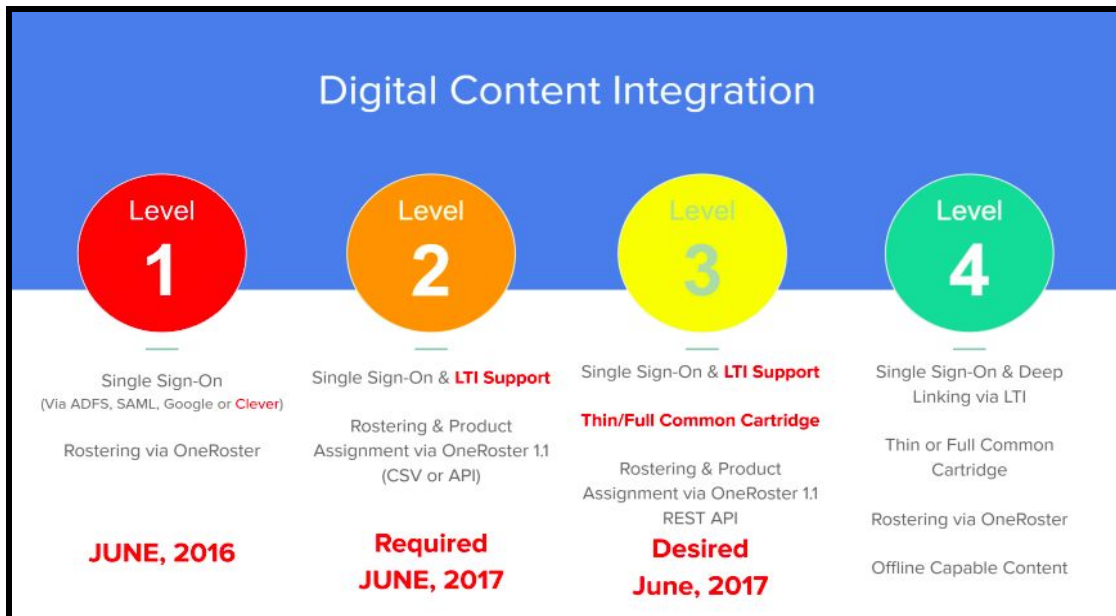 Digital Content Integration
Level
1
Single Sign-On
(Via ADFS, SAML, Google or Clever)
Rostering via OneRoster
JUNE, 2016
Level
2
Single Sign-On & LTI Support
Rostering & Product
Assignment via OneRoster 1.1
(CSV or API)
Required
JUNE, 2017
Level
3
Single Sign-On & LTI Support
Thin/Full Common Cartridge
Rostering & Product
Assignment via OneRoster 1.1
REST API
Desired
June, 2017
Level
4
Single Sign-On & Deep
Linking via LTI
Thin or Full Common
Cartridge
Rostering via OneRoster
Offline Capable Content